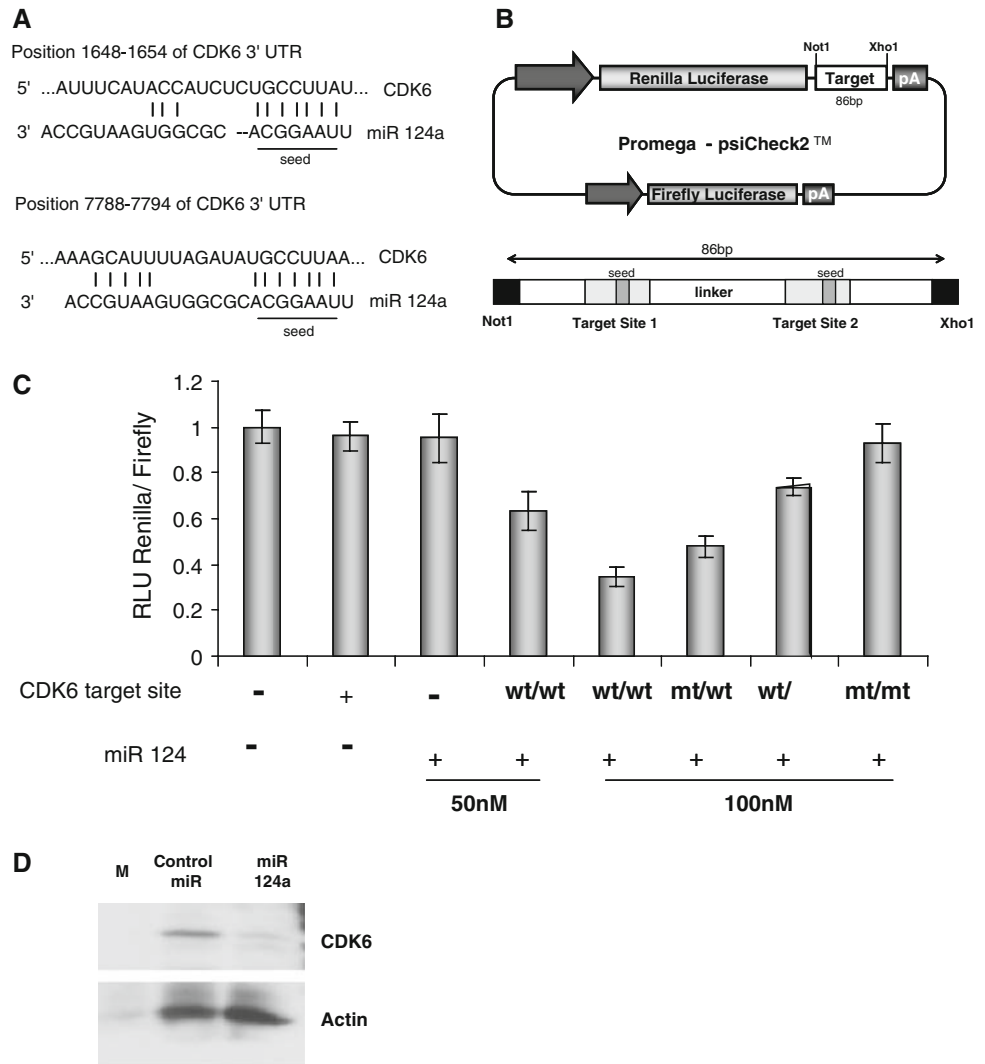 A
Position 1648-1654 of CDK6 3' UTR
5' ...AUUUCAUACCAUCUCUGCCUUAU... CDK6
3' ACCGUAAGUGGCGC --ACGGAAUU miR 124a
seed
Position 7788-7794 of CDK6 3' UTR
5' ...AAAGCAUUUUAGAUAUGCCUUAA... CDK6
3' ACCGUAAGUGGCGCACGGAAUU miR 124a
seed
B
Not1 Xho1
Renilla Luciferase Target pA
86bp
Promega - psiCheck2 TM
Firefly Luciferase pA
86bp
seed seed
linker
Not1 Target Site 1 Target Site 2 Xho1
C
RLU Renilla/ Firefly
1.2
1
0.8
0.6
0.4
0.2
0
CDK6 target site - + - wt/wt wt/wt mt/wt wt/ mt/mt
miR 124 - - + + + + + +
50nM 100nM
D
M Control miR miR 124a
CDK6
Actin